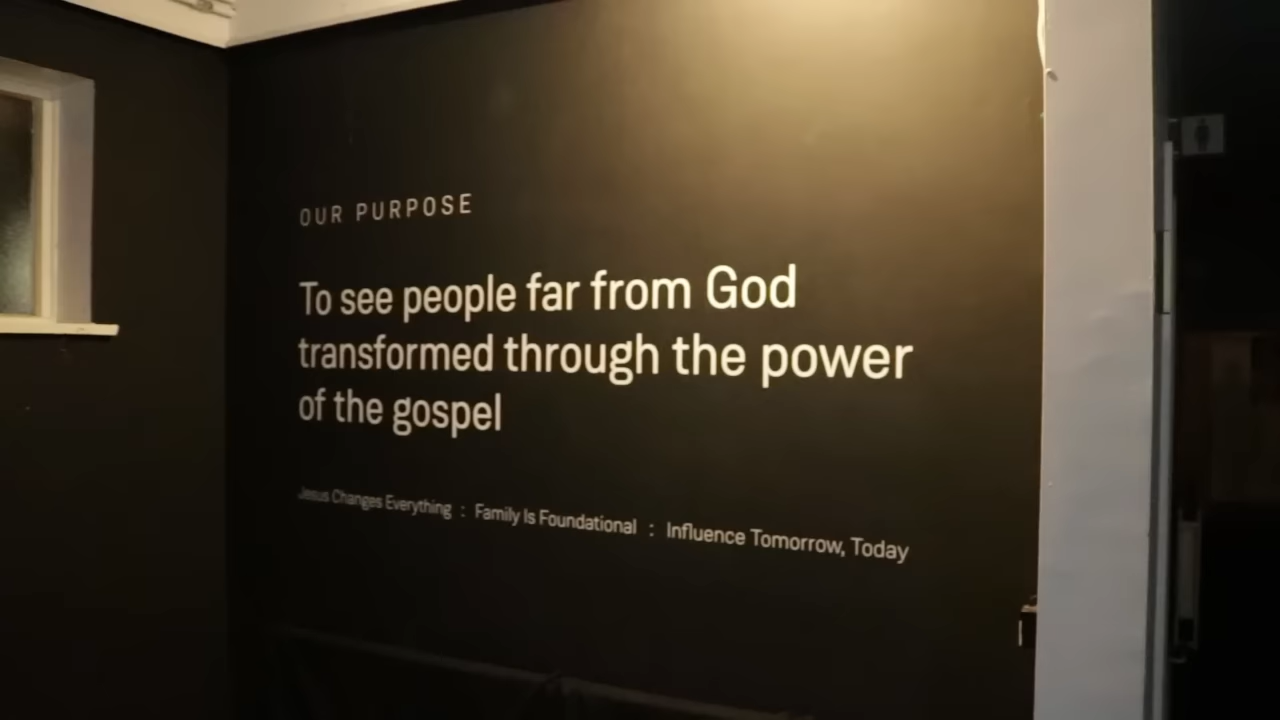 OUR PURPOSE
To see people far from God
transformed through the power
of the gospel
Jesus Changes Everything : Family Is Foundational : Influence Tomorrow, Today